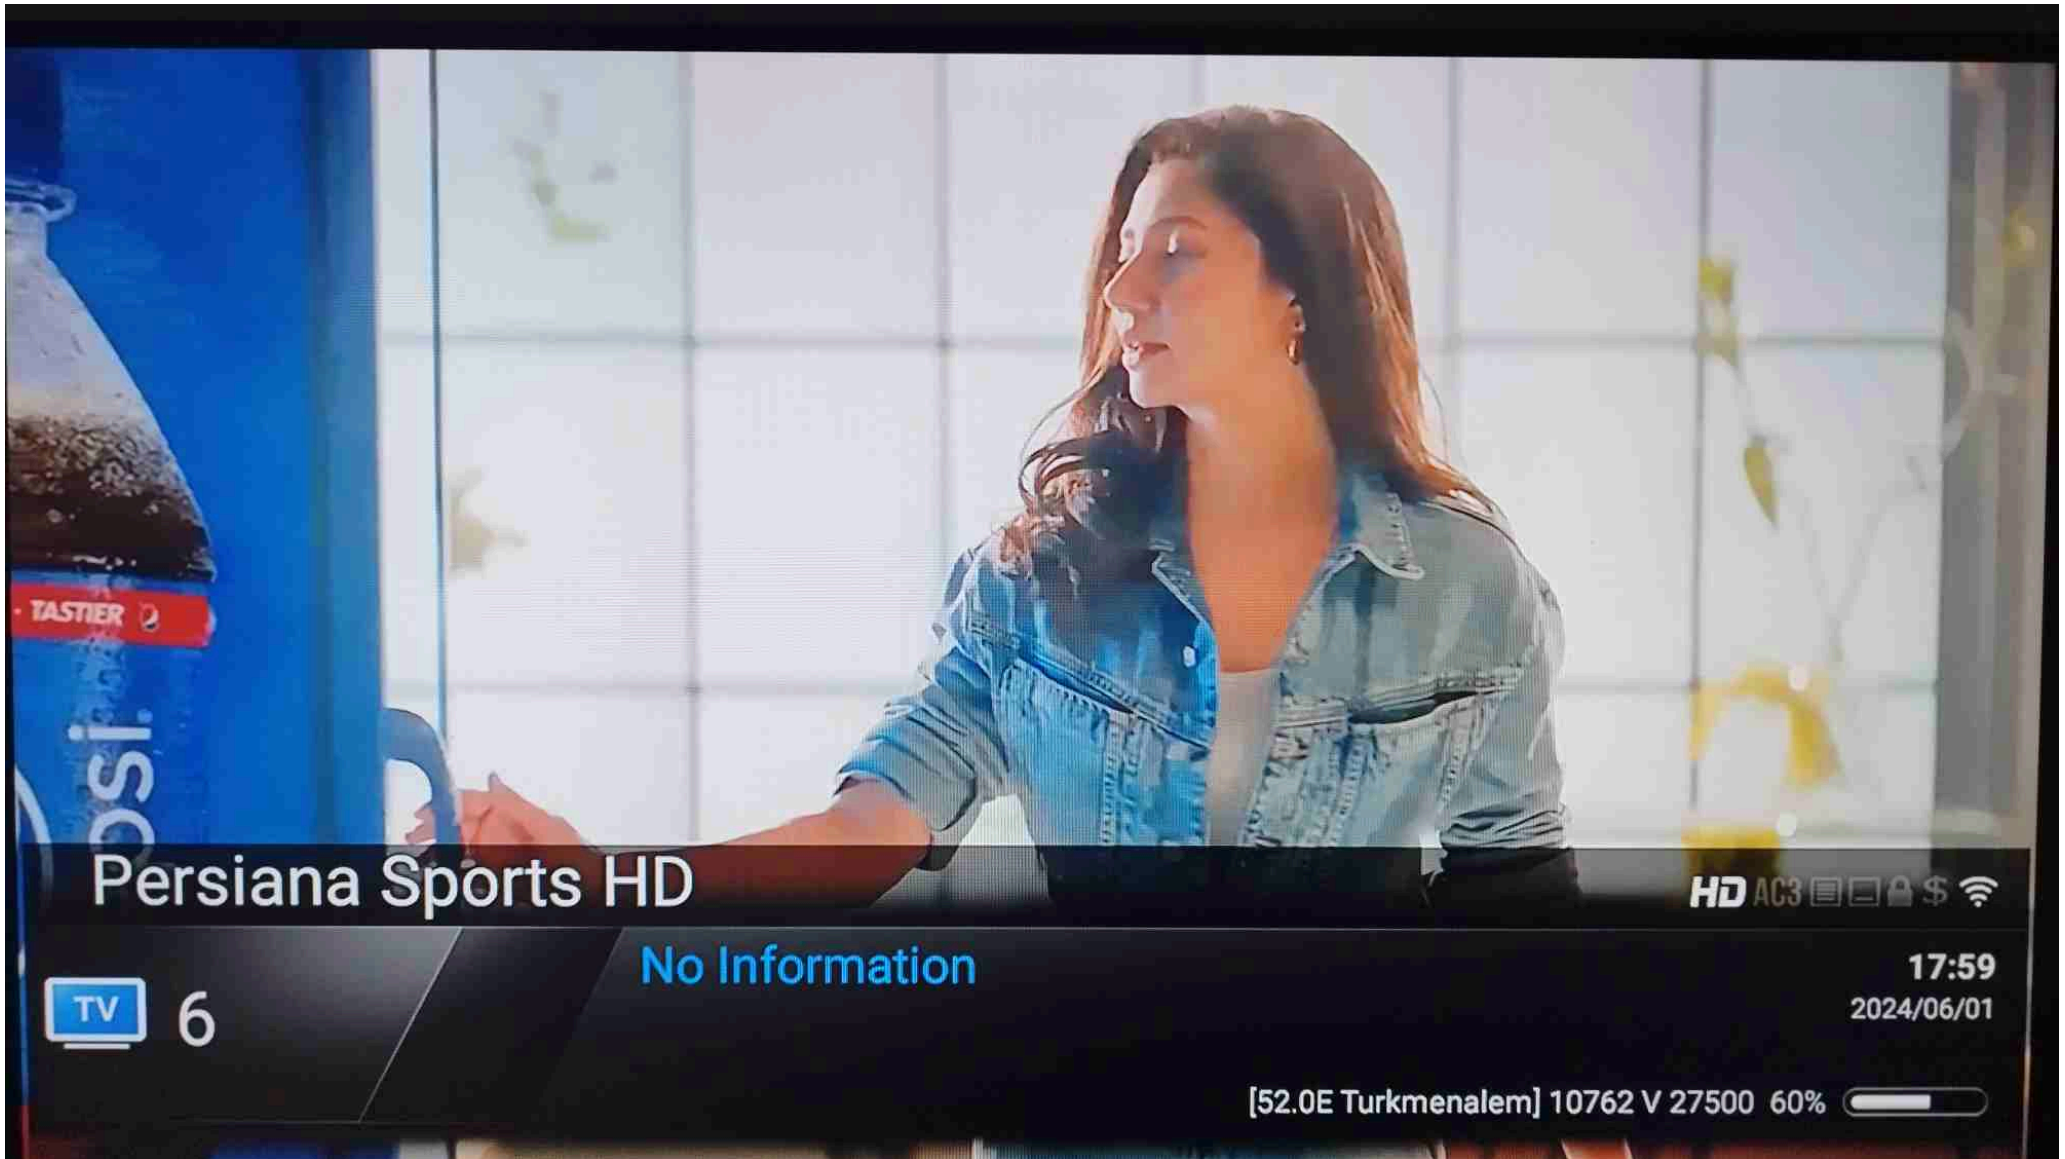 TASTIER
psi.
Persiana Sports HD
HD AC3 $
No Information
17:59
TV 6
2024/06/01
[52.0E Turkmenalem] 10762 V 27500 60%